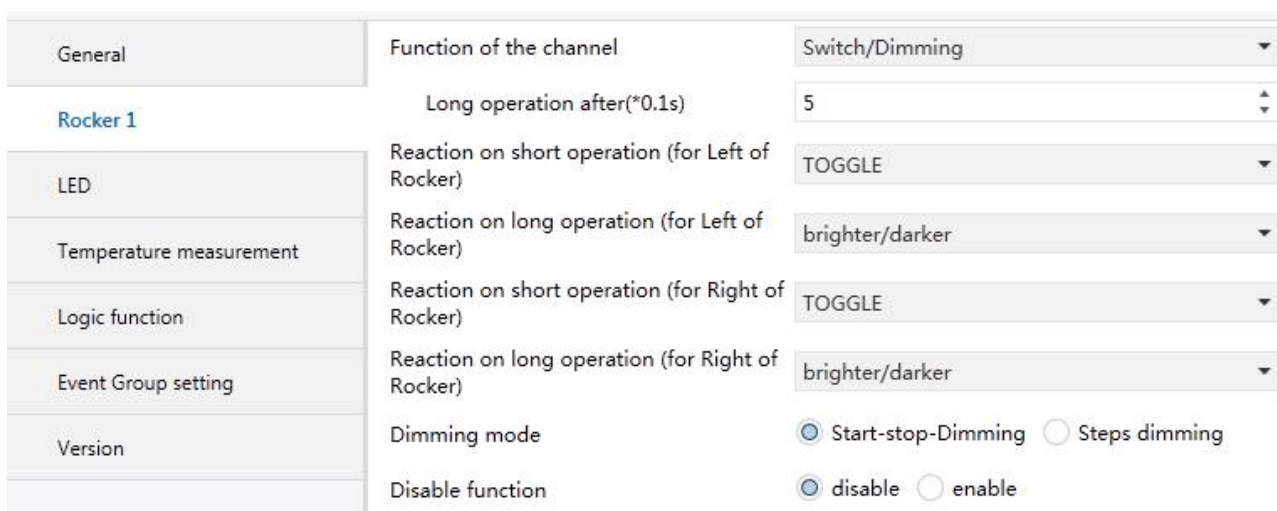 General
Rocker 1
LED
Temperature measurement
Logic function
Event Group setting
Version
Function of the channel
Switch/Dimming
Long operation after(*0.1s)
5
Reaction on short operation (for Left of
Rocker)
TOGGLE
Reaction on long operation (for Left of
Rocker)
brighter/darker
Reaction on short operation (for Right of
Rocker)
TOGGLE
Reaction on long operation (for Right of
Rocker)
brighter/darker
Dimming mode
Start-stop-Dimming
Steps dimming
Disable function
disable
enable